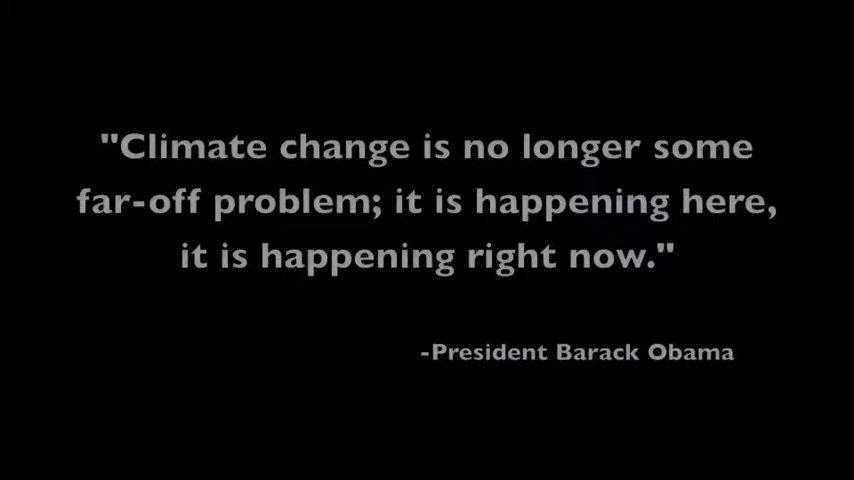 "Climate change is no longer some
far-off problem; it is happening here,
it is happening right now."
-President Barack Obama